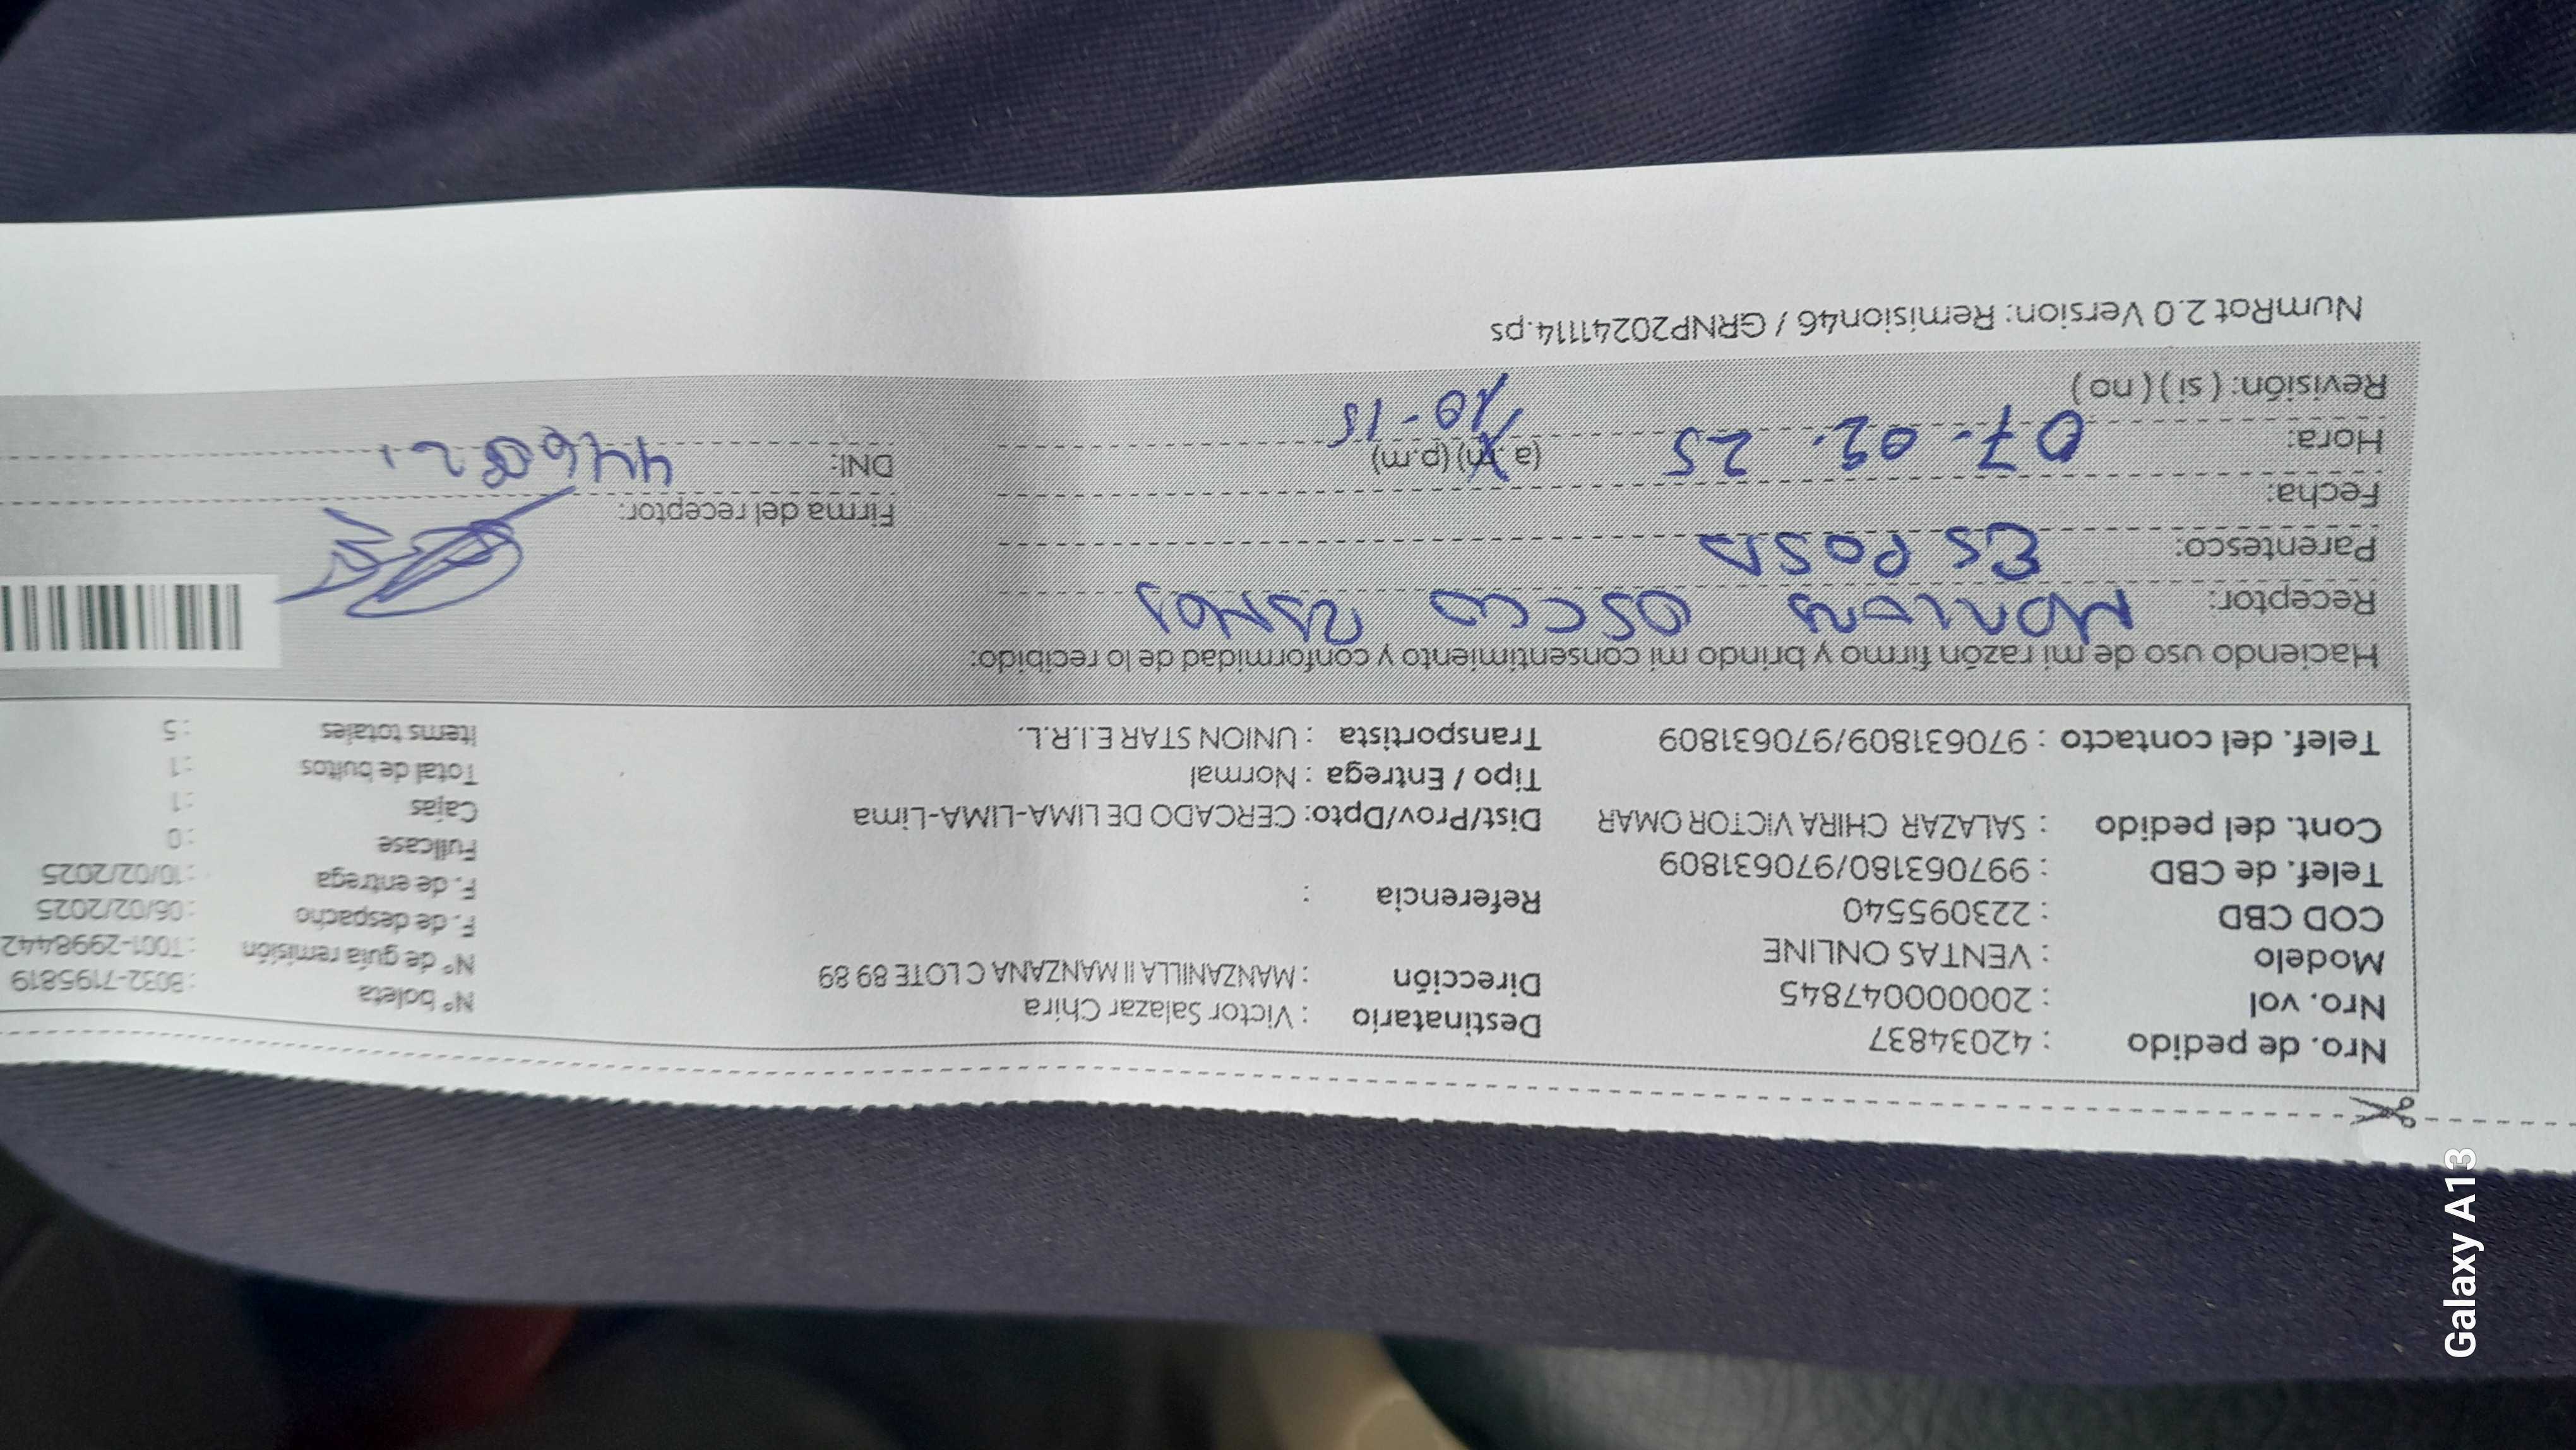 Nro. de pedido : 42034837
Nro. vol : 20000004784­5
Modelo : VENTAS ONLINE
COD CBD : 223095540
Telef. de CBD : 997063180/970631809
Cont. del pedido : SALAZAR CHIRA VICTOR OMAR
Telef. del contacto : 970631809/970631809
Destinatario : Victor Salazar Chira
Dirección : MANZANILLA II MANZANA C LOTE 89 89
Referencia :
Dist/Prov/Dpto: CERCADO DE LIMA-LIMA-Lima
Tipo / Entrega : Normal
Transportista : UNION STAR E.I.R.L.
N° boleta : B032-7195819
N° de guía remisión : T001-2998442
F. de despacho : 06/02/2025
F. de entrega : 10/02/2025
Fullcase : 0
Cajas : 1
Total de bultos : 1
Items totales : 5
Haciendo uso de mi razón firmo y brindo mi consentimiento y conformidad de lo recibido:
Receptor: OSCCO
Parentesco: ESPOSA
Fecha:
Hora: 07-02-25 (a.m) (p.m) 10-15
Revisión: ( si ) ( no )
Firma del receptor:
DNI:
NumRot 2.0 Version: Remision46 / GRNP20241114.ps
Galaxy A13